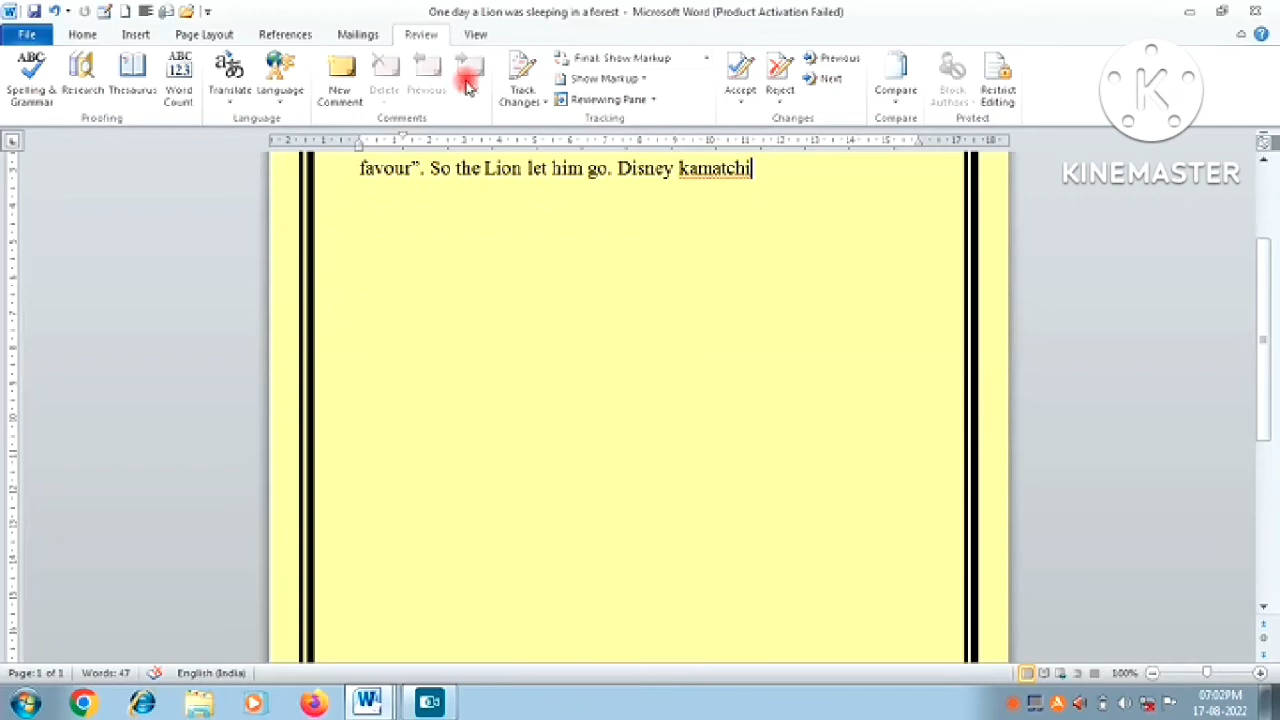 One day a Lion was sleeping in a forest - Microsoft Word (Product Activation Failed)
File Home Insert Page Layout References Mailings Review View
Spelling & Grammar
Research
Thesaurus
ABC 123 Word Count
Translate
Language
New Comment
Delete
Previous
Track Changes
Final: Show Markup
Show Markup
Reviewing Pane
Accept
Reject
Previous
Next
Compare
Block Authors
Restrict Editing
Proofing Language Comments Tracking Changes Compare Protect
K
KINEMASTER
favour”. So the Lion let him go. Disney kamatchi
Page: 1 of 1 Words: 47 English (India) 100%
07:02PM
17-08-2022